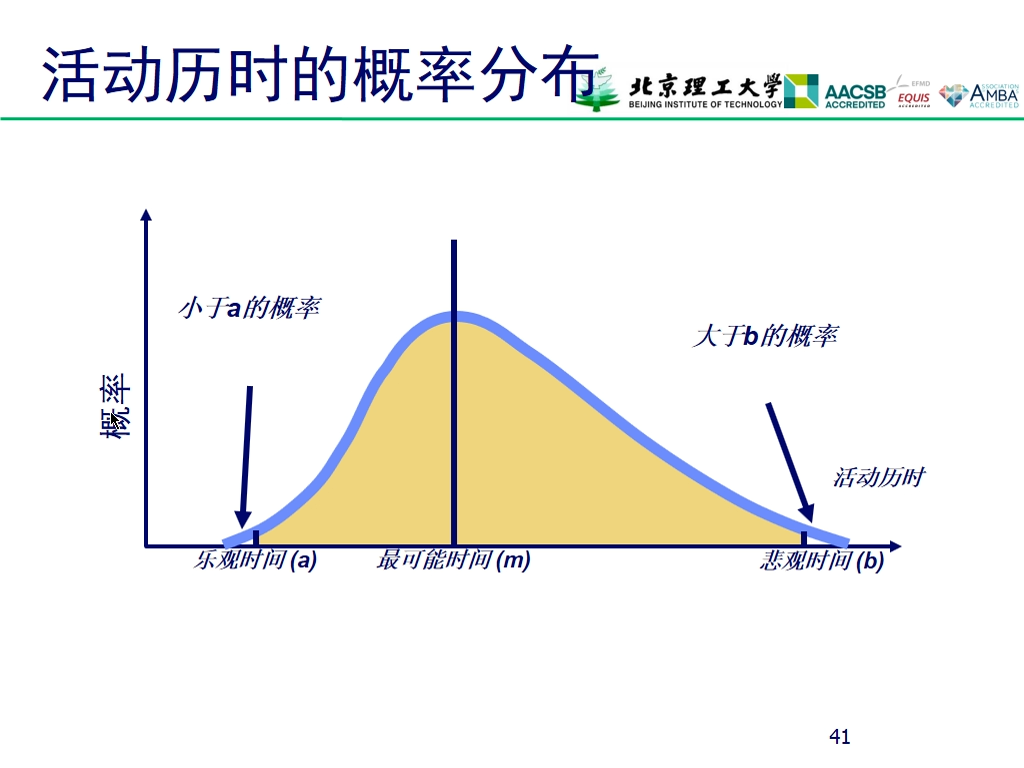 活动历时的概率分布
北京理工大学
BEIJING INSTITUTE OF TECHNOLOGY
AACSB
ACCREDITED
EFMD
EQUIS
ACCREDITED
ASSOCIATION
AMBA
ACCREDITED
小于a的概率
大于b的概率
概率
活动历时
乐观时间 (a)
最可能时间 (m)
悲观时间 (b)
41